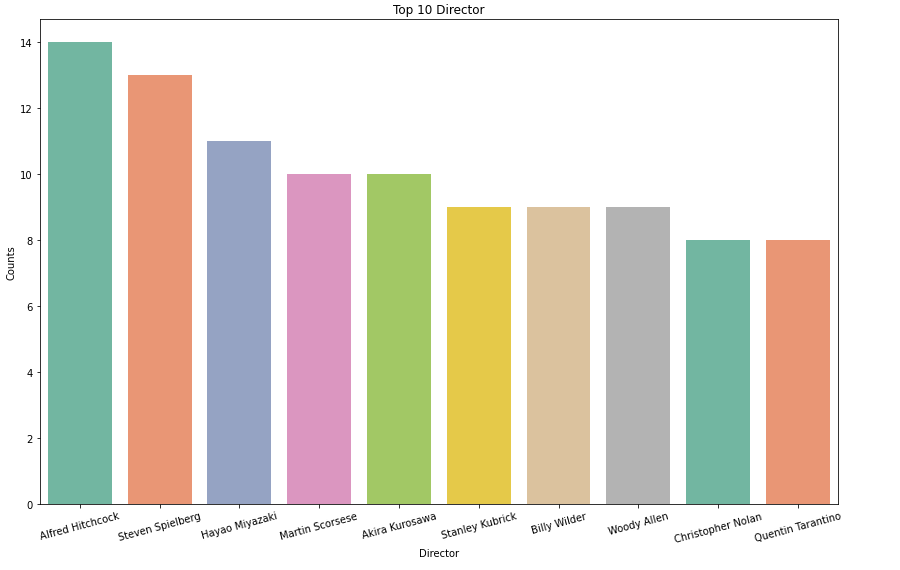 Top 10 Director
Counts
14
12
10
8
6
4
2
0
Alfred Hitchcock
Steven Spielberg
Hayao Miyazaki
Martin Scorsese
Akira Kurosawa
Stanley Kubrick
Billy Wilder
Woody Allen
Christopher Nolan
Quentin Tarantino
Director